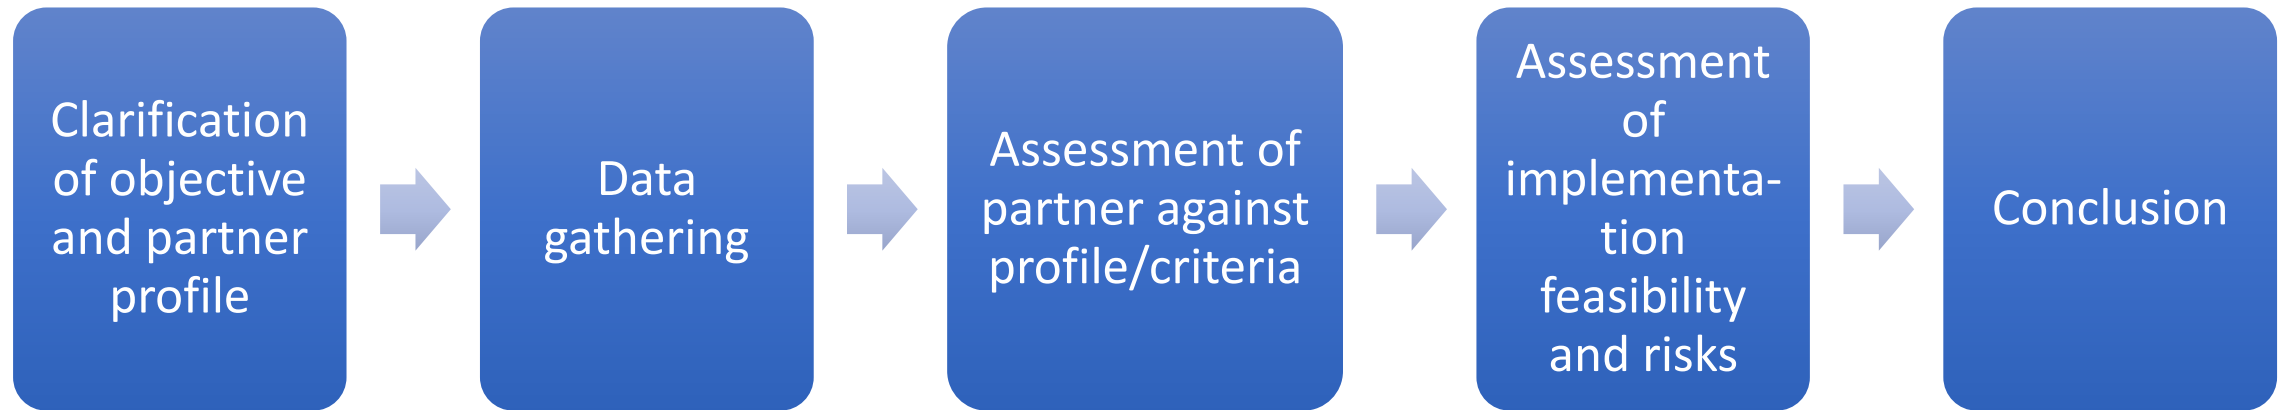 Clarification
of objective
and partner
profile
Data
gathering
Assessment of
partner against
profile/criteria
Assessment
of
implementa-
tion
feasibility
and risks
Conclusion